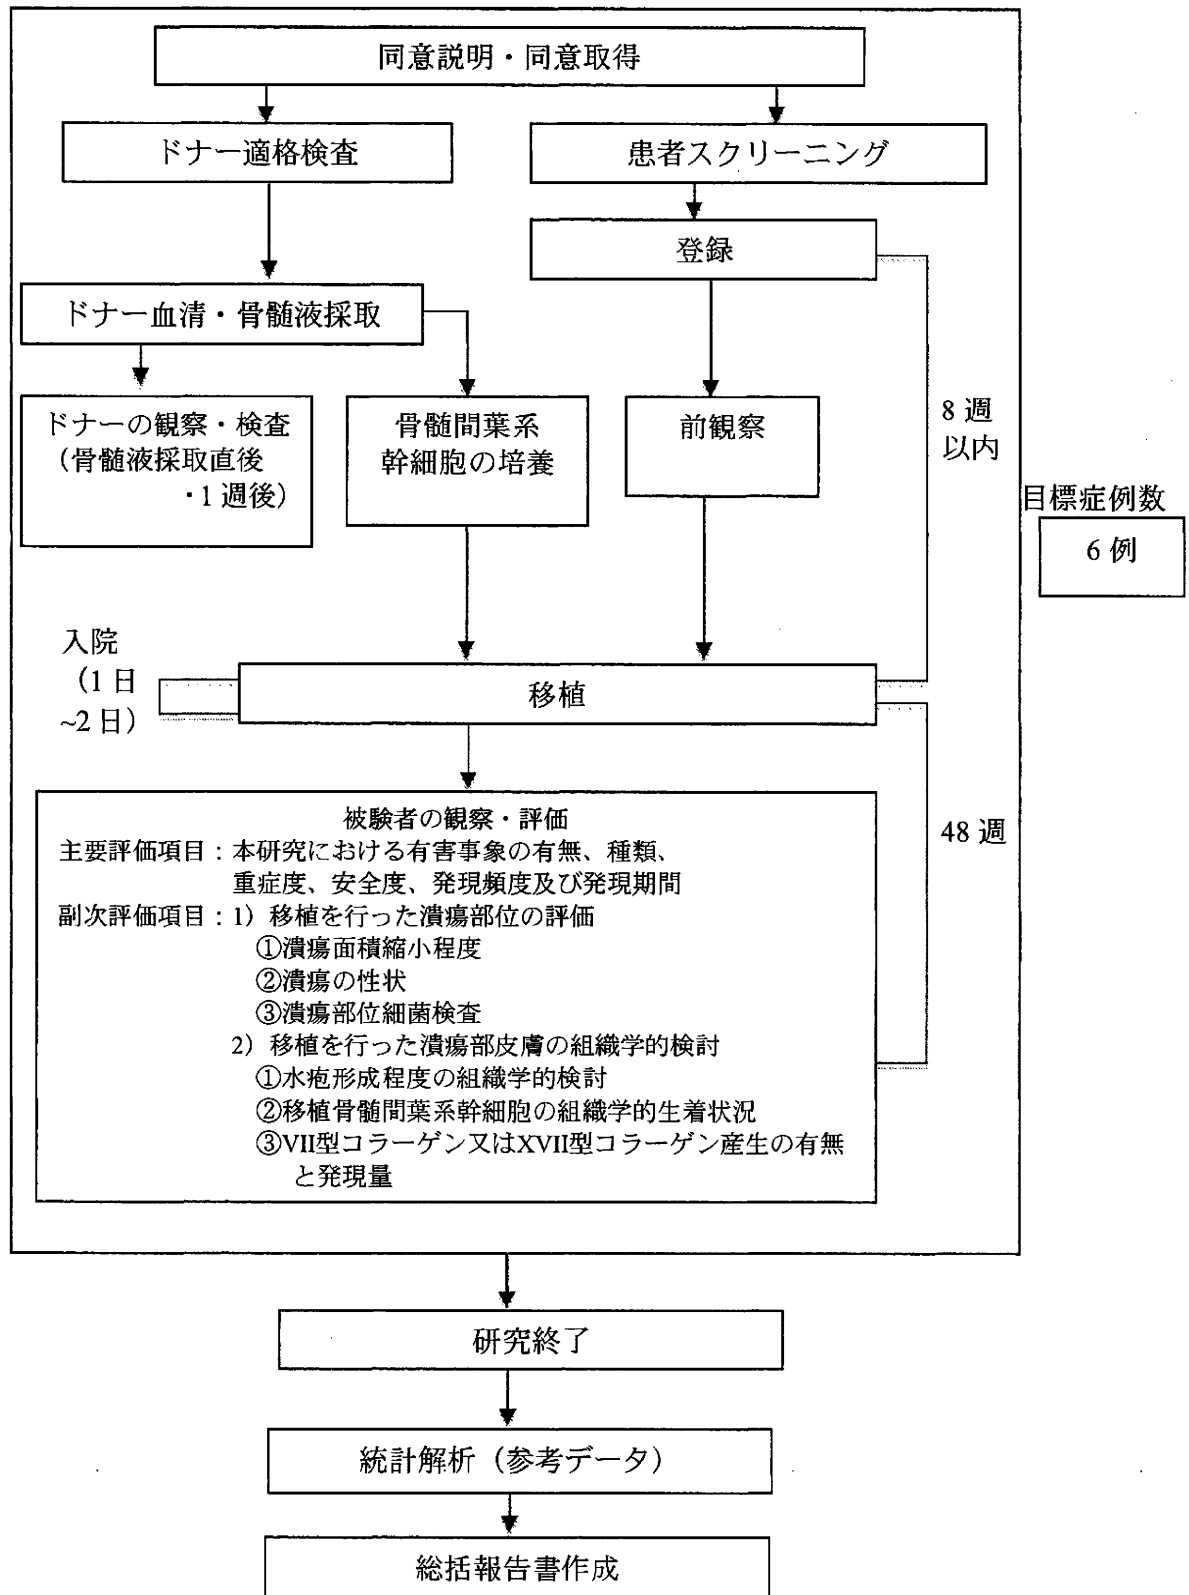 同意説明・同意取得
ドナー適格検査
患者スクリーニング
登録
ドナー血清・骨髄液採取
ドナーの観察・検査
（骨髄液採取直後
・1週後）
骨髄間葉系
幹細胞の培養
前観察
8週
以内
目標症例数
6例
入院
（1日
~2日）
移植
被験者の観察・評価
主要評価項目：本研究における有害事象の有無、種類、
重症度、安全度、発現頻度及び発現期間
副次評価項目：1）移植を行った潰瘍部位の評価
①潰瘍面積縮小程度
②潰瘍の性状
③潰瘍部位細菌検査
2）移植を行った潰瘍部皮膚の組織学的検討
①水疱形成程度の組織学的検討
②移植骨髄間葉系幹細胞の組織学的生着状況
③VII型コラーゲン又はXVII型コラーゲン産生の有無
と発現量
48週
研究終了
統計解析（参考データ）
総括報告書作成